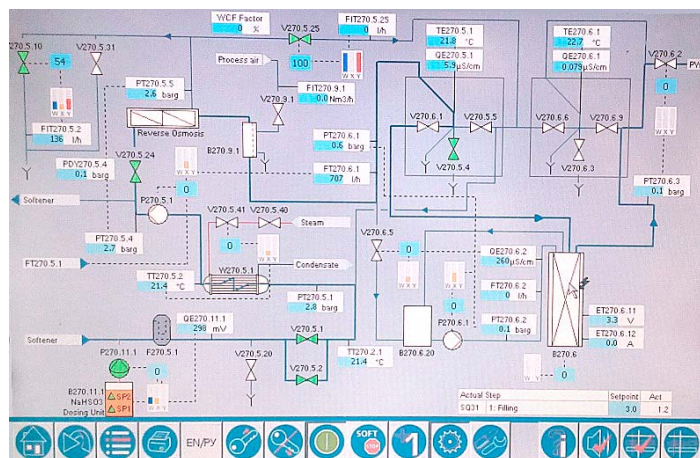 WCF Factor
0 %
V270.5.25
100
FIT270.5.25
0 l/h
TE270.5.1
21.8 °C
QE270.5.1
5.9 µS/cm
TE270.6.1
22.7 °C
QE270.6.1
0.079 µS/cm
V270.6.2
0
V270.5.10
V270.5.31
54
W X Y
FIT270.5.2
136 l/h
PT270.5.5
2.6 barg
Process air
FIT270.9.1
0.0 Nm3/h
V270.9.1
B270.9.1
Reverse Osmosis
V270.6.1
V270.5.5
V270.5.4
V270.6.6
V270.6.9
V270.6.3
PT270.6.1
0.6 barg
FT270.6.1
707 l/h
PT270.6.3
0.1 barg
PDY270.5.4
0.1 barg
V270.5.24
P270.5.1
0
Softener
PT270.5.4
2.7 barg
FT270.5.1
V270.5.41
V270.5.40
Steam
0
W X Y
Condensate
TT270.5.2
21.4 °C
W270.5.1
PT270.5.1
2.8 barg
V270.6.5
0
QE270.6.2
260 µS/cm
FT270.6.2
0 l/h
PT270.6.2
0.1 barg
B270.6.20
P270.6.1
ET270.6.11
3.3 V
ET270.6.12
0.0 A
B270.6
0
Softener
QE270.11.1
298 mV
P270.11.1
F270.5.1
0
V270.5.20
V270.5.1
V270.5.2
TT270.2.1
21.4 °C
B270.11.1
NaHSO3
Dosing Unit
SP2
SP1
W X Y
Actual Step
Setpoint
Act
SQ31
1: Filling
3.0
1.2
EN/РУ
SOFT
STOP
1